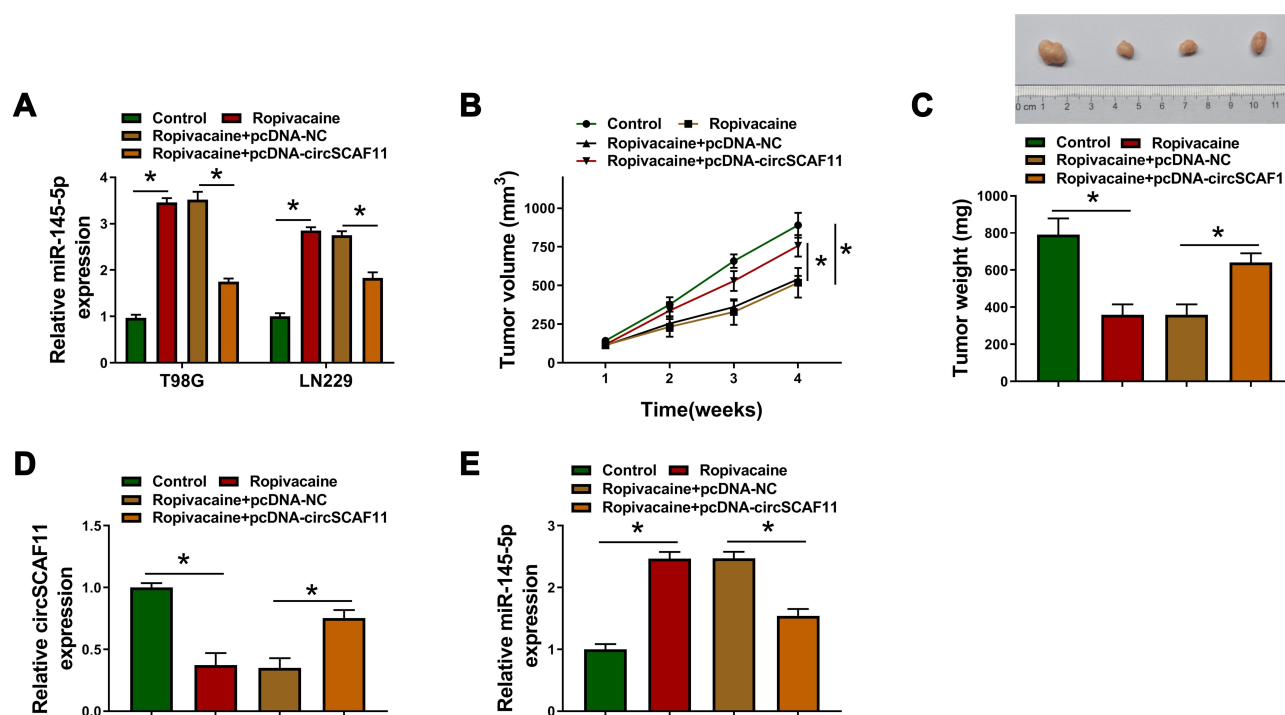 0 cm 1 2 3 4 5 6 7 8 9 10 11
A
Control Ropivacaine
Ropivacaine+pcDNA-NC
Ropivacaine+pcDNA-circSCAF11
Relative miR-145-5p
expression
4
3
2
1
0
* * * *
T98G LN229
B
Control Ropivacaine
Ropivacaine+pcDNA-NC
Ropivacaine+pcDNA-circSCAF11
Tumor volume (mm³)
1000
750
500
250
0
* *
1 2 3 4
Time(weeks)
C
Control Ropivacaine
Ropivacaine+pcDNA-NC
Ropivacaine+pcDNA-circSCAF1
Tumor weight (mg)
1000
800
600
400
200
0
* *
D
Control Ropivacaine
Ropivacaine+pcDNA-NC
Ropivacaine+pcDNA-circSCAF11
Relative circSCAF11
expression
1.5
1.0
0.5
0.0
* *
E
Control Ropivacaine
Ropivacaine+pcDNA-NC
Ropivacaine+pcDNA-circSCAF11
Relative miR-145-5p
expression
3
2
1
0
* *